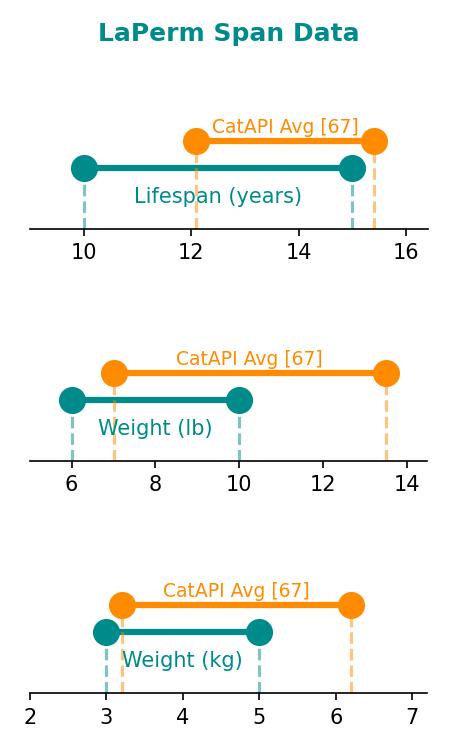 LaPerm Span Data
CatAPI Avg [67]
Lifespan (years)
10 12 14 16
CatAPI Avg [67]
Weight (lb)
6 8 10 12 14
CatAPI Avg [67]
Weight (kg)
2 3 4 5 6 7